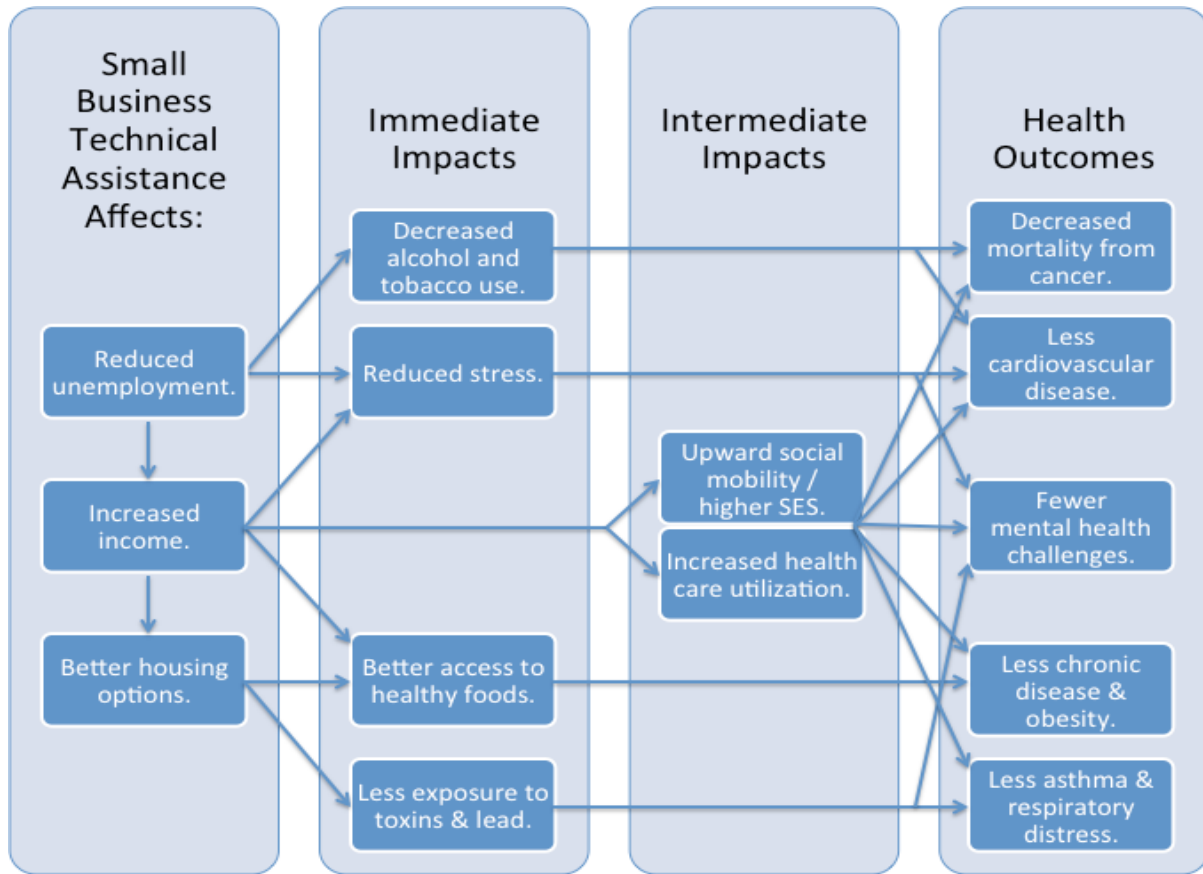 Small
Business
Technical
Assistance
Affects:
Reduced
unemployment.
Increased
income.
Better housing
options.
Immediate
Impacts
Decreased
alcohol and
tobacco use.
Reduced stress.
Better access to
healthy foods.
Less exposure to
toxins & lead.
Intermediate
Impacts
Upward social
mobility /
higher SES.
Increased health
care utilization.
Health
Outcomes
Decreased
mortality from
cancer.
Less
cardiovascular
disease.
Fewer
mental health
challenges.
Less chronic
disease &
obesity.
Less asthma &
respiratory
distress.